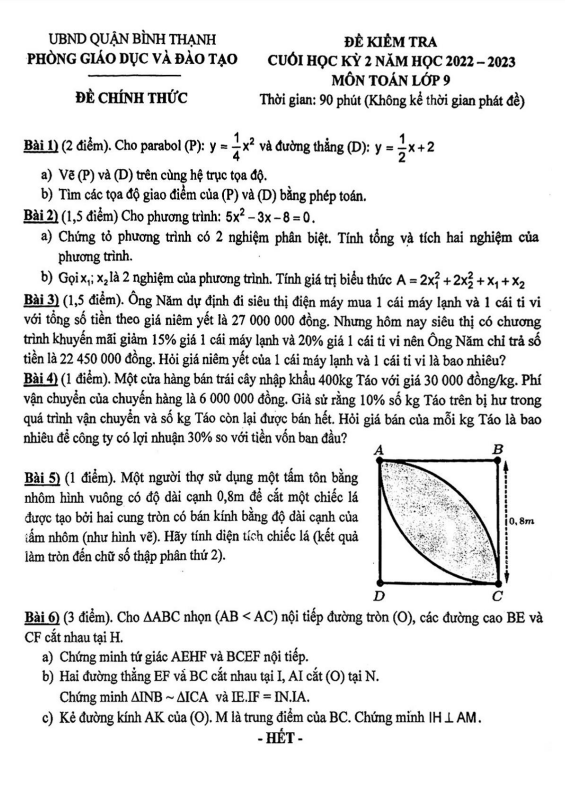 UBND QUẬN BÌNH THẠNH
PHÒNG GIÁO DỤC VÀ ĐÀO TẠO
ĐỀ CHÍNH THỨC
ĐỀ KIỂM TRA
CUỐI HỌC KỲ 2 NĂM HỌC 2022 – 2023
MÔN TOÁN LỚP 9
Thời gian: 90 phút (Không kể thời gian phát đề)
Bài 1) (2 điểm). Cho parabol (P): y = 1/4 x² và đường thẳng (D): y = 1/2 x + 2
a) Vẽ (P) và (D) trên cùng hệ trục tọa độ.
b) Tìm các tọa độ giao điểm của (P) và (D) bằng phép toán.
Bài 2) (1,5 điểm) Cho phương trình: 5x² – 3x – 8 = 0.
a) Chứng tỏ phương trình có 2 nghiệm phân biệt. Tính tổng và tích hai nghiệm của
phương trình.
b) Gọi x₁; x₂ là 2 nghiệm của phương trình. Tính giá trị biểu thức A = 2x₁² + 2x₂² + x₁ + x₂
Bài 3) (1,5 điểm). Ông Năm dự định đi siêu thị điện máy mua 1 cái máy lạnh và 1 cái ti vi
với tổng số tiền theo giá niêm yết là 27 000 000 đồng. Nhưng hôm nay siêu thị có chương
trình khuyến mãi giảm 15% giá 1 cái máy lạnh và 20% giá 1 cái ti vi nên Ông Năm chỉ trả số
tiền là 22 450 000 đồng. Hỏi giá niêm yết của 1 cái máy lạnh và 1 cái ti vi là bao nhiêu?
Bài 4) (1 điểm). Một cửa hàng bán trái cây nhập khẩu 400kg Táo với giá 30 000 đồng/kg. Phí
vận chuyển của chuyến hàng là 6 000 000 đồng. Giả sử rằng 10% số kg Táo trên bị hư trong
quá trình vận chuyển và số kg Táo còn lại được bán hết. Hỏi giá bán của mỗi kg Táo là bao
nhiêu để công ty có lợi nhuận 30% so với tiền vốn ban đầu?
Bài 5) (1 điểm). Một người thợ sử dụng một tấm tôn bằng
nhôm hình vuông có độ dài cạnh 0,8m để cắt một chiếc lá
được tạo bởi hai cung tròn có bán kính bằng độ dài cạnh của
tấm nhôm (như hình vẽ). Hãy tính diện tích chiếc lá (kết quả
làm tròn đến chữ số thập phân thứ 2).
A
B
0, 8m
D
C
Bài 6) (3 điểm). Cho ΔABC nhọn (AB < AC) nội tiếp đường tròn (O), các đường cao BE và
CF cắt nhau tại H.
a) Chứng minh tứ giác AEHF và BCEF nội tiếp.
b) Hai đường thẳng EF và BC cắt nhau tại I, AI cắt (O) tại N.
Chứng minh ΔINB ~ ΔICA và IE.IF = IN.IA.
c) Kẻ đường kính AK của (O). M là trung điểm của BC. Chứng minh IH ⊥ AM.
- HẾT -